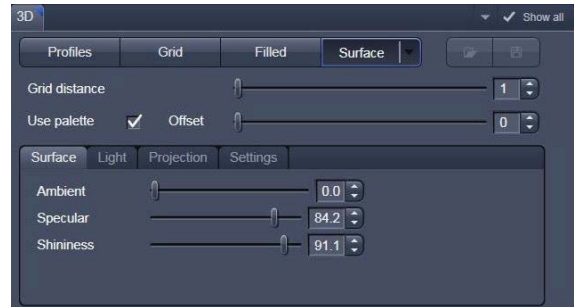 3D Show all
Profiles Grid Filled Surface
Grid distance 1
Use palette Offset 0
Surface Light Projection Settings
Ambient 0.0
Specular 84.2
Shininess 91.1